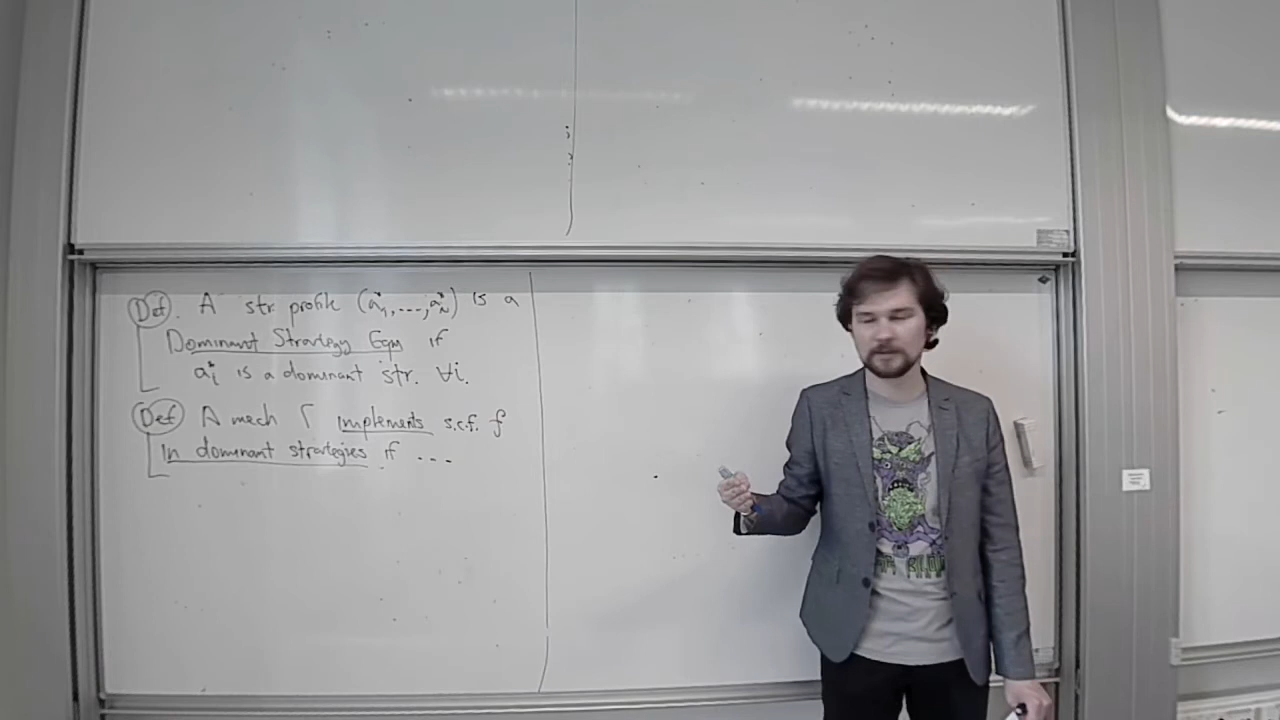 Def. A str profile (a₁*, ..., a_N*) is a
Dominant Strategy Eqm if
aᵢ* is a dominant str. ∀i.
Def A mech Γ implements s.c.f. f
in dominant strategies if ...